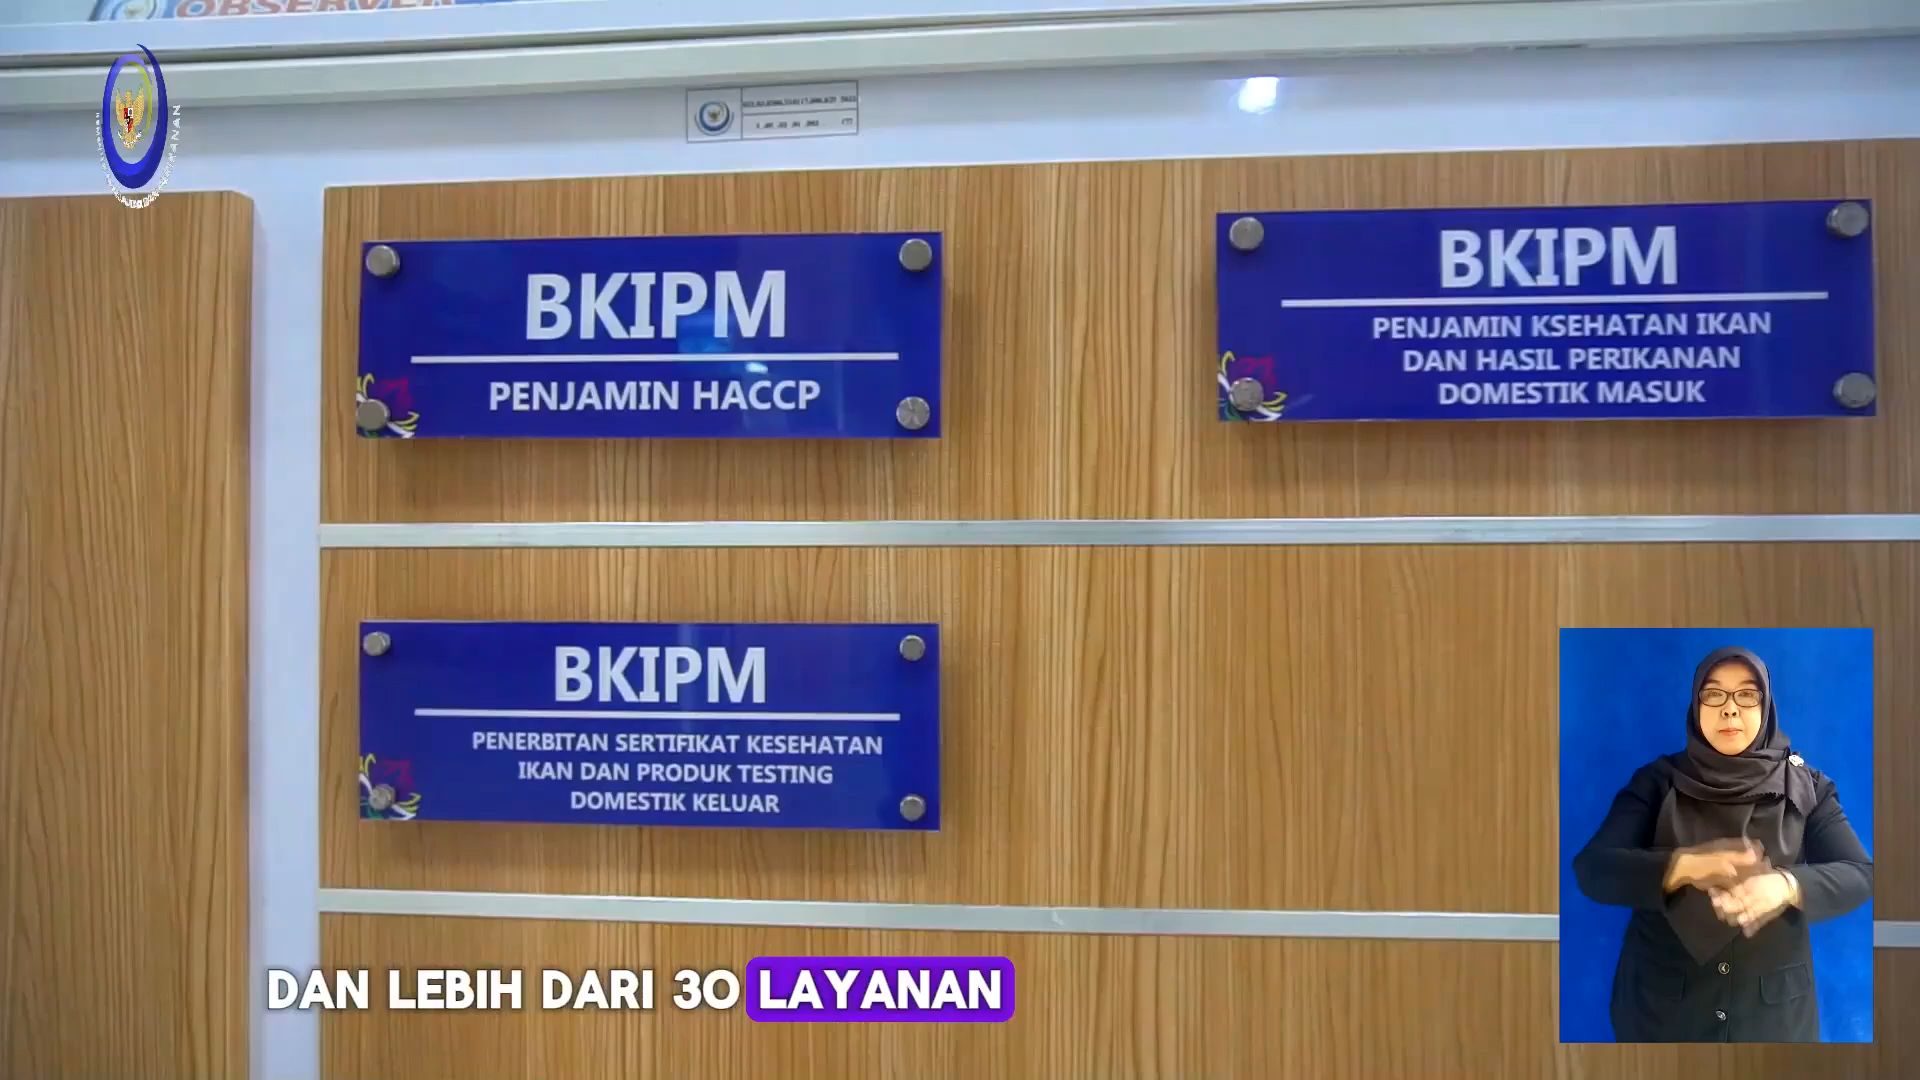 OBSERVER
BKIPM
PENJAMIN HACCP
BKIPM
PENJAMIN KSEHATAN IKAN
DAN HASIL PERIKANAN
DOMESTIK MASUK
BKIPM
PENERBITAN SERTIFIKAT KESEHATAN
IKAN DAN PRODUK TESTING
DOMESTIK KELUAR
DAN LEBIH DARI 30 LAYANAN